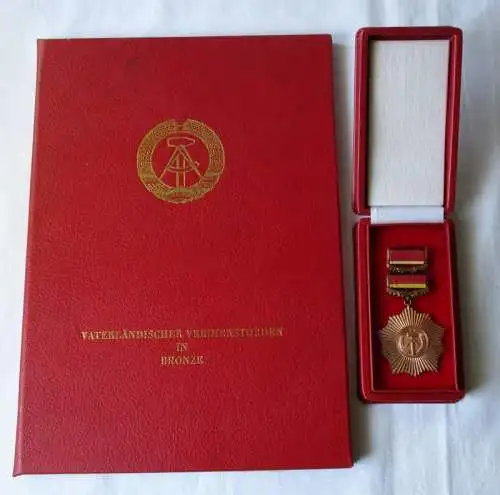 VATERLÄNDISCHER VERDIENSTORDEN
IN
BRONZE